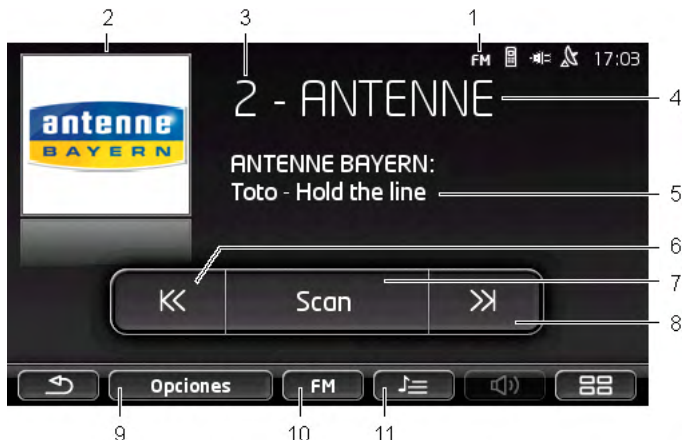 2 3 1
FM 17:03
2 - ANTENNE 4
antenne
BAYERN
ANTENNE BAYERN:
Toto - Hold the line 5
6
Scan 7
8
Opciones FM
9 10 11